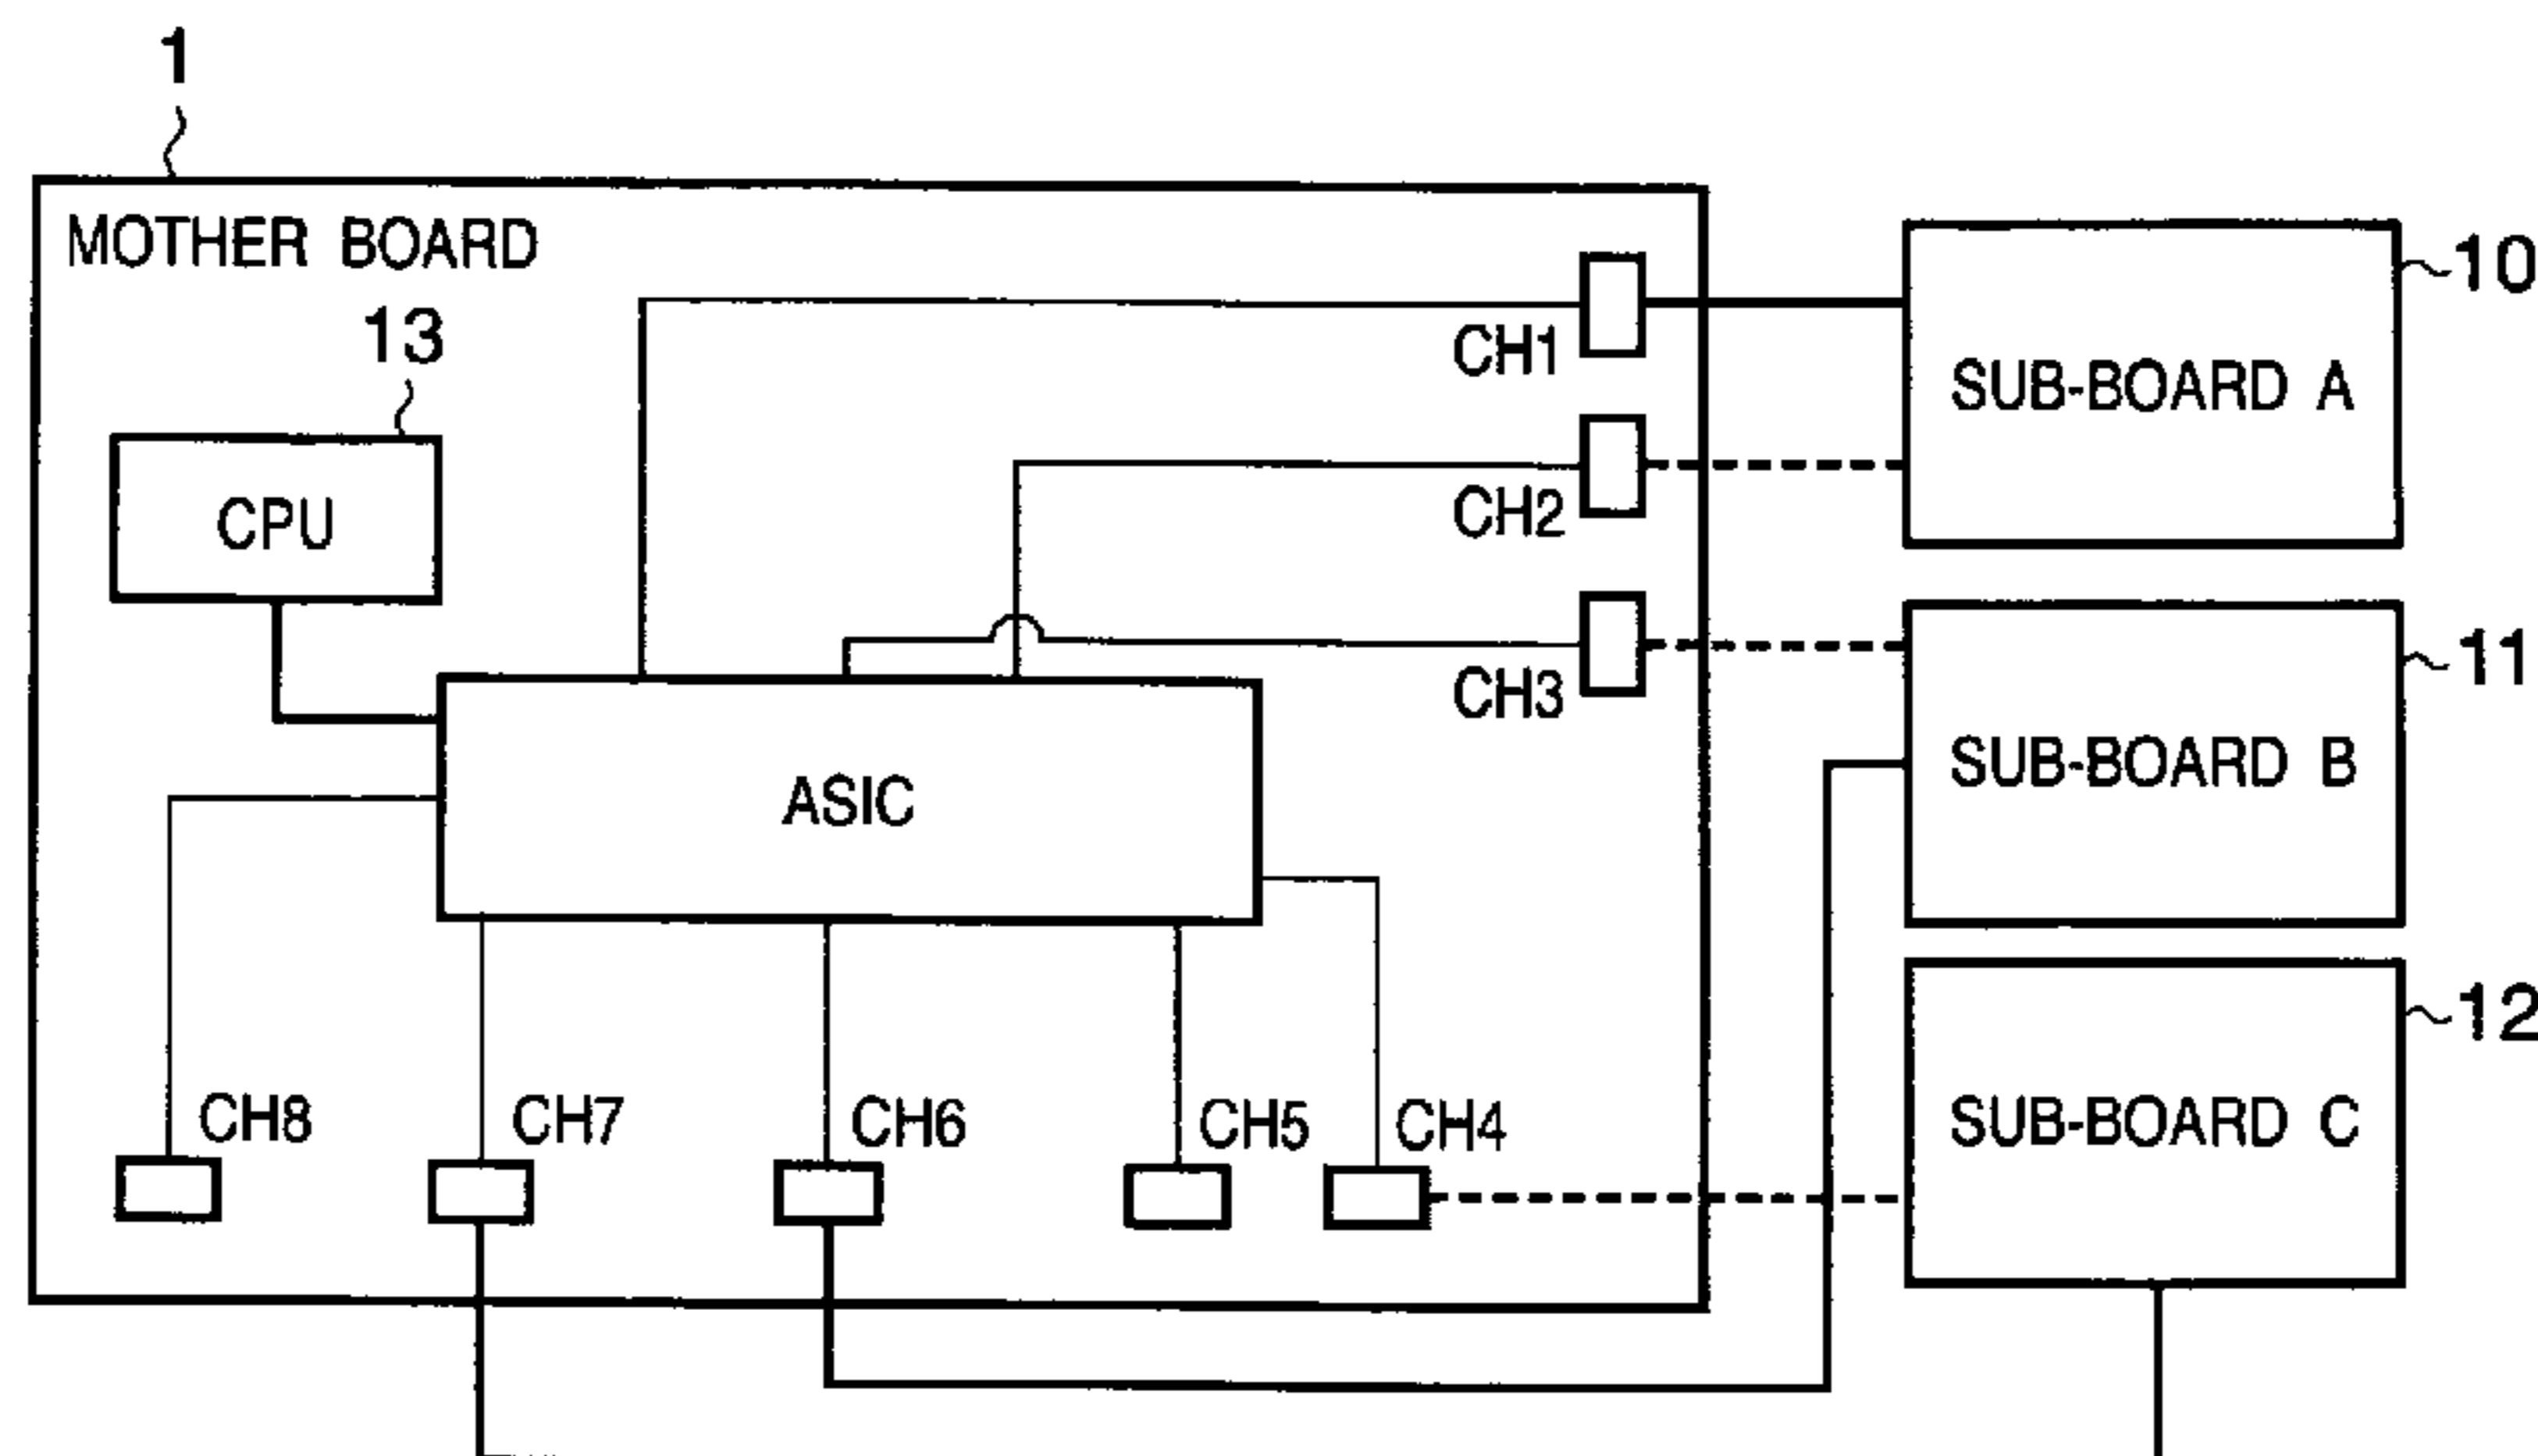 1
MOTHER BOARD
13
CPU
ASIC
CH1
CH2
CH3
CH8
CH7
CH6
CH5
CH4
SUB-BOARD A
10
SUB-BOARD B
11
SUB-BOARD C
12